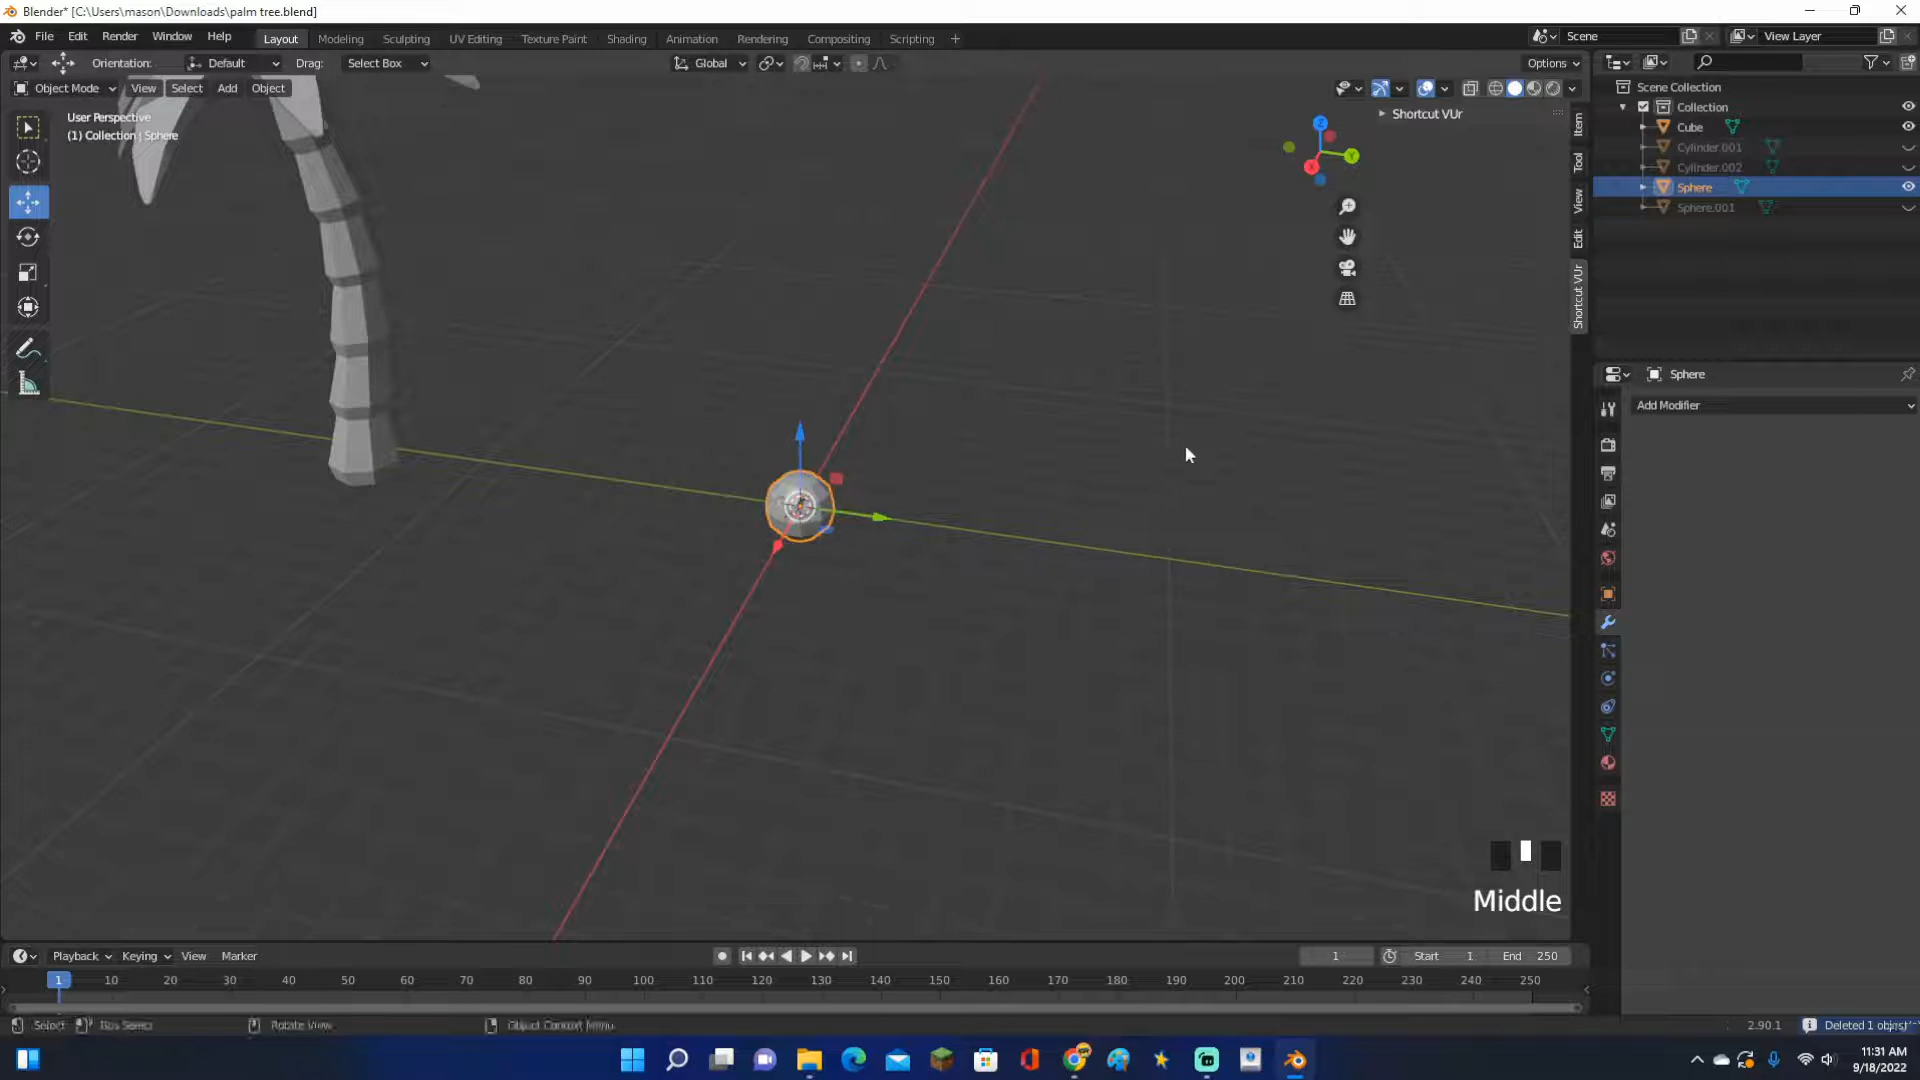 Blender* [C:\Users\mason\Downloads\palm tree.blend]
File Edit Render Window Help Layout Modeling Sculpting UV Editing Texture Paint Shading Animation Rendering Compositing Scripting + Scene View Layer
Orientation: Default Drag: Select Box Global Options
Object Mode View Select Add Object
User Perspective
(1) Collection | Sphere
Shortcut VUr
Item
Tool
View
Edit
Shortcut VUr
Z
Y
X
Scene Collection
Collection
Cube
Cylinder.001
Cylinder.002
Sphere
Sphere.001
Sphere
Add Modifier
Middle
Playback Keying View Marker 1 Start 1 End 250
1 10 20 30 40 50 60 70 80 90 100 110 120 130 140 150 160 170 180 190 200 210 220 230 240 250
Select Rotate View Object Context Menu 2.90.1
11:31 AM
9/18/2022